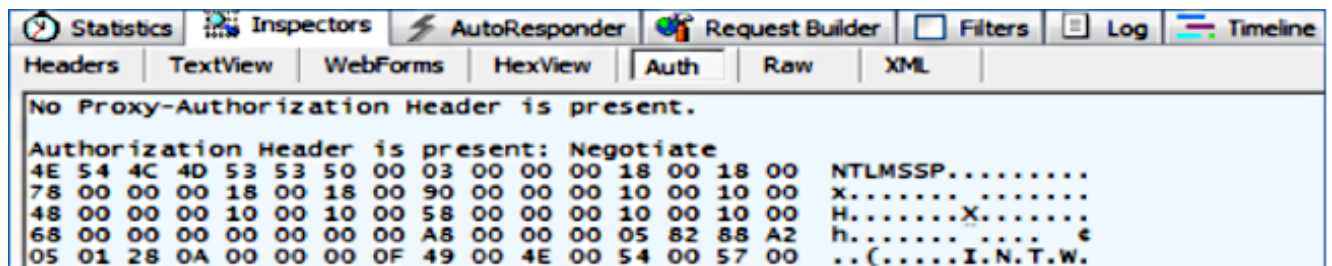 Statistics Inspectors AutoResponder Request Builder Filters Log Timeline
Headers TextView WebForms HexView Auth Raw XML
No Proxy-Authorization Header is present.
Authorization Header is present: Negotiate
4E 54 4C 4D 53 53 50 00 03 00 00 00 18 00 18 00 NTLMSSP.........
78 00 00 00 18 00 18 00 90 00 00 00 10 00 10 00 x....... ........
48 00 00 00 10 00 10 00 58 00 00 00 10 00 10 00 H.......X.......
68 00 00 00 00 00 00 00 A8 00 00 00 05 82 88 A2 h....... .... ¢
05 01 28 0A 00 00 00 0F 49 00 4E 00 54 00 57 00 ..(.....I.N.T.W.